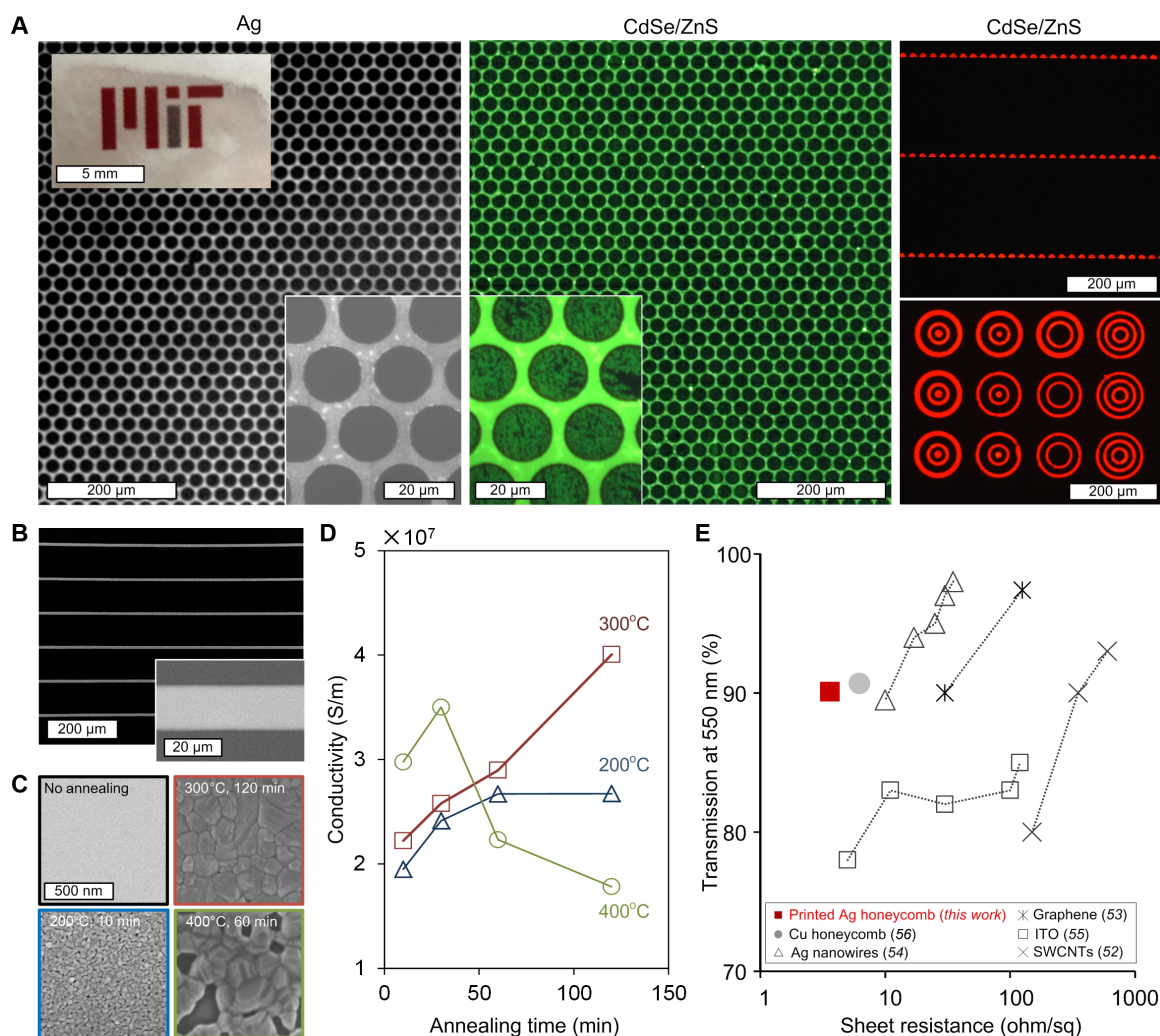 A
Ag
CdSe/ZnS
CdSe/ZnS
MIT
5 mm
200 µm
20 µm
20 µm
200 µm
200 µm
200 µm
B
200 µm
20 µm
C
No annealing
500 nm
300°C, 120 min
200°C, 10 min
400°C, 60 min
D
×10⁷
5
4
3
2
1
0
50
100
150
Conductivity (S/m)
Annealing time (min)
300°C
200°C
400°C
E
100
90
80
70
1
10
100
1000
Transmission at 550 nm (%)
Sheet resistance (ohm/sq)
Printed Ag honeycomb (this work)
Cu honeycomb (56)
Ag nanowires (54)
Graphene (53)
ITO (55)
SWCNTs (52)